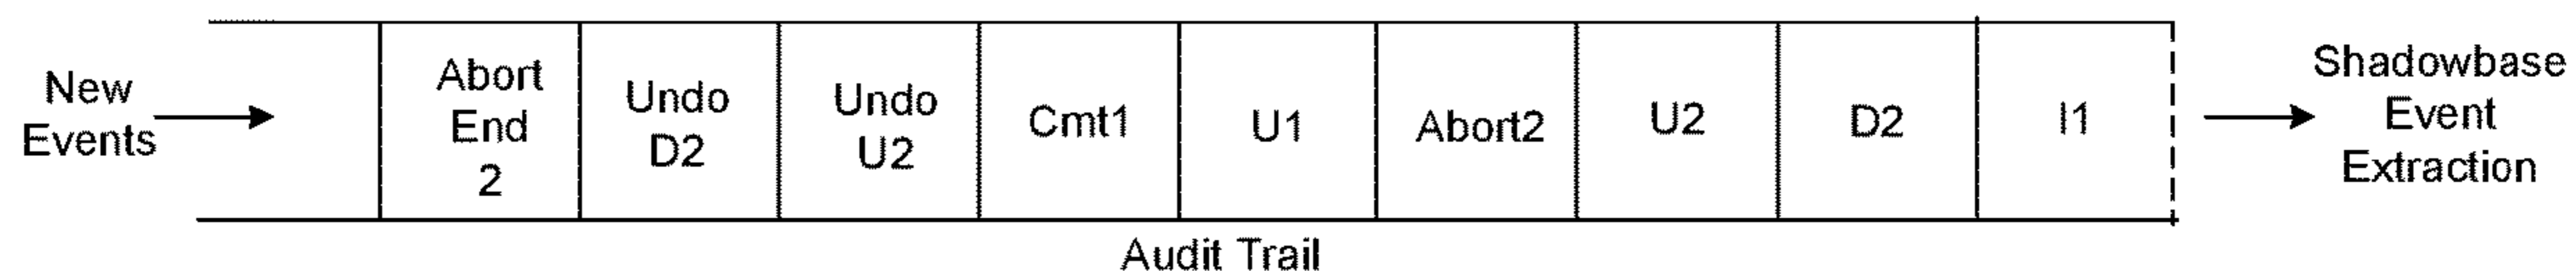 New
Events
Abort
End
2
Undo
D2
Undo
U2
Cmt1
U1
Abort2
U2
D2
I1
Shadowbase
Event
Extraction
Audit Trail